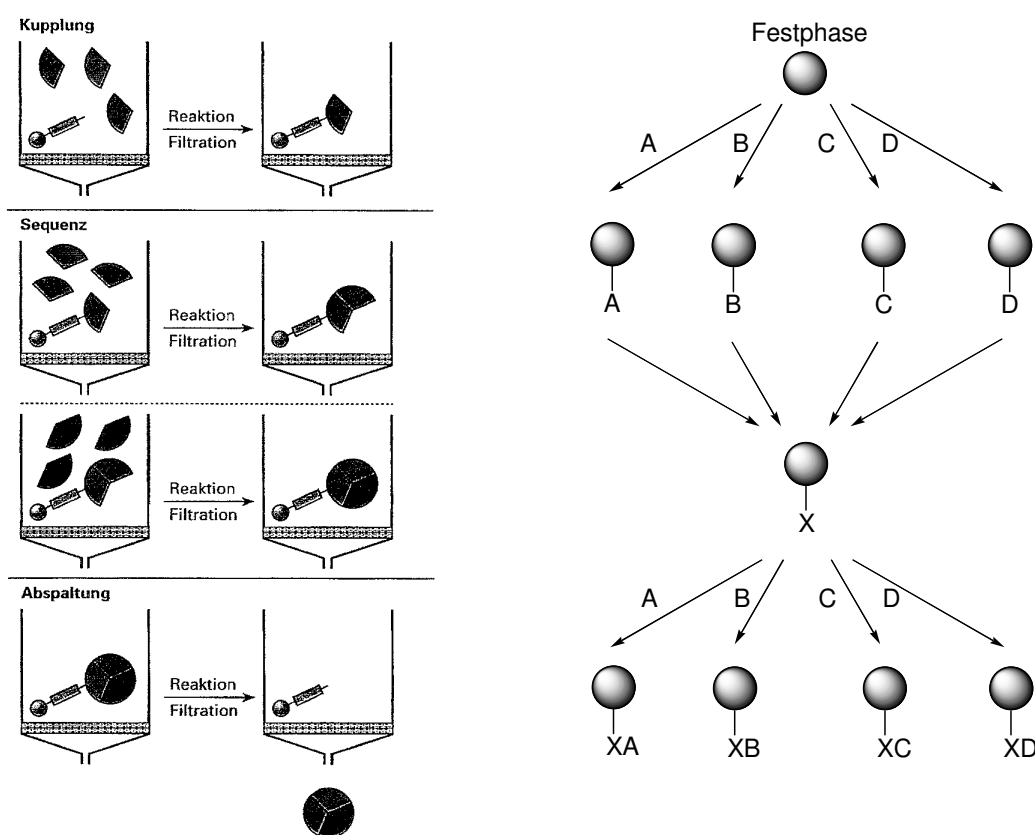 Kupplung
Reaktion
Filtration
Sequenz
Reaktion
Filtration
Reaktion
Filtration
Abspaltung
Reaktion
Filtration
Festphase
A B C D
A B C D
X
A B C D
XA XB XC XD